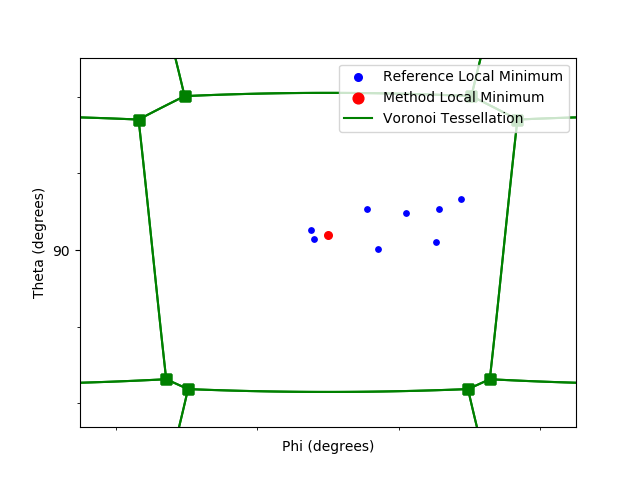 Reference Local Minimum
Method Local Minimum
Voronoi Tessellation
Theta (degrees)
90
Phi (degrees)